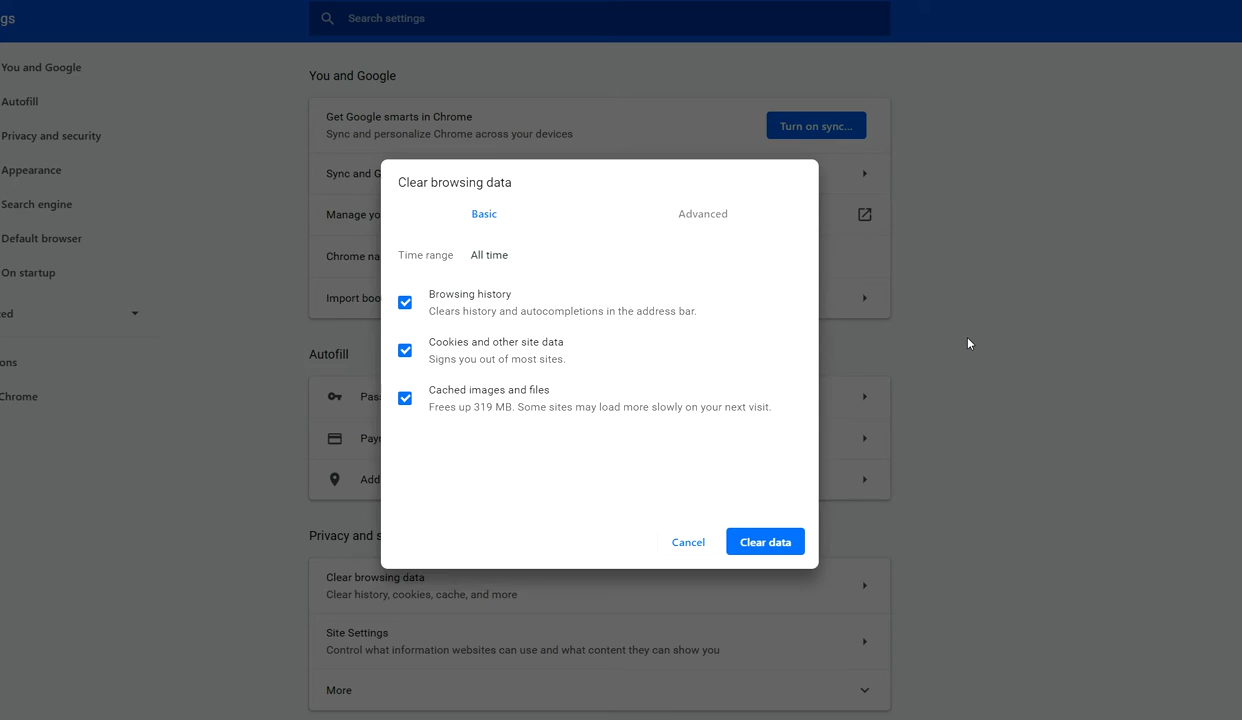 gs
Search settings
You and Google
Autofill
Privacy and security
Appearance
Search engine
Default browser
On startup
ced
ons
Chrome
You and Google
Get Google smarts in Chrome
Sync and personalize Chrome across your devices
Turn on sync...
Sync and G
Manage yo
Chrome na
Import boo
Clear browsing data
Basic
Advanced
Time range All time
Browsing history
Clears history and autocompletions in the address bar.
Cookies and other site data
Signs you out of most sites.
Cached images and files
Frees up 319 MB. Some sites may load more slowly on your next visit.
Cancel
Clear data
Autofill
Pass
Payn
Add
Privacy and s
Clear browsing data
Clear history, cookies, cache, and more
Site Settings
Control what information websites can use and what content they can show you
More